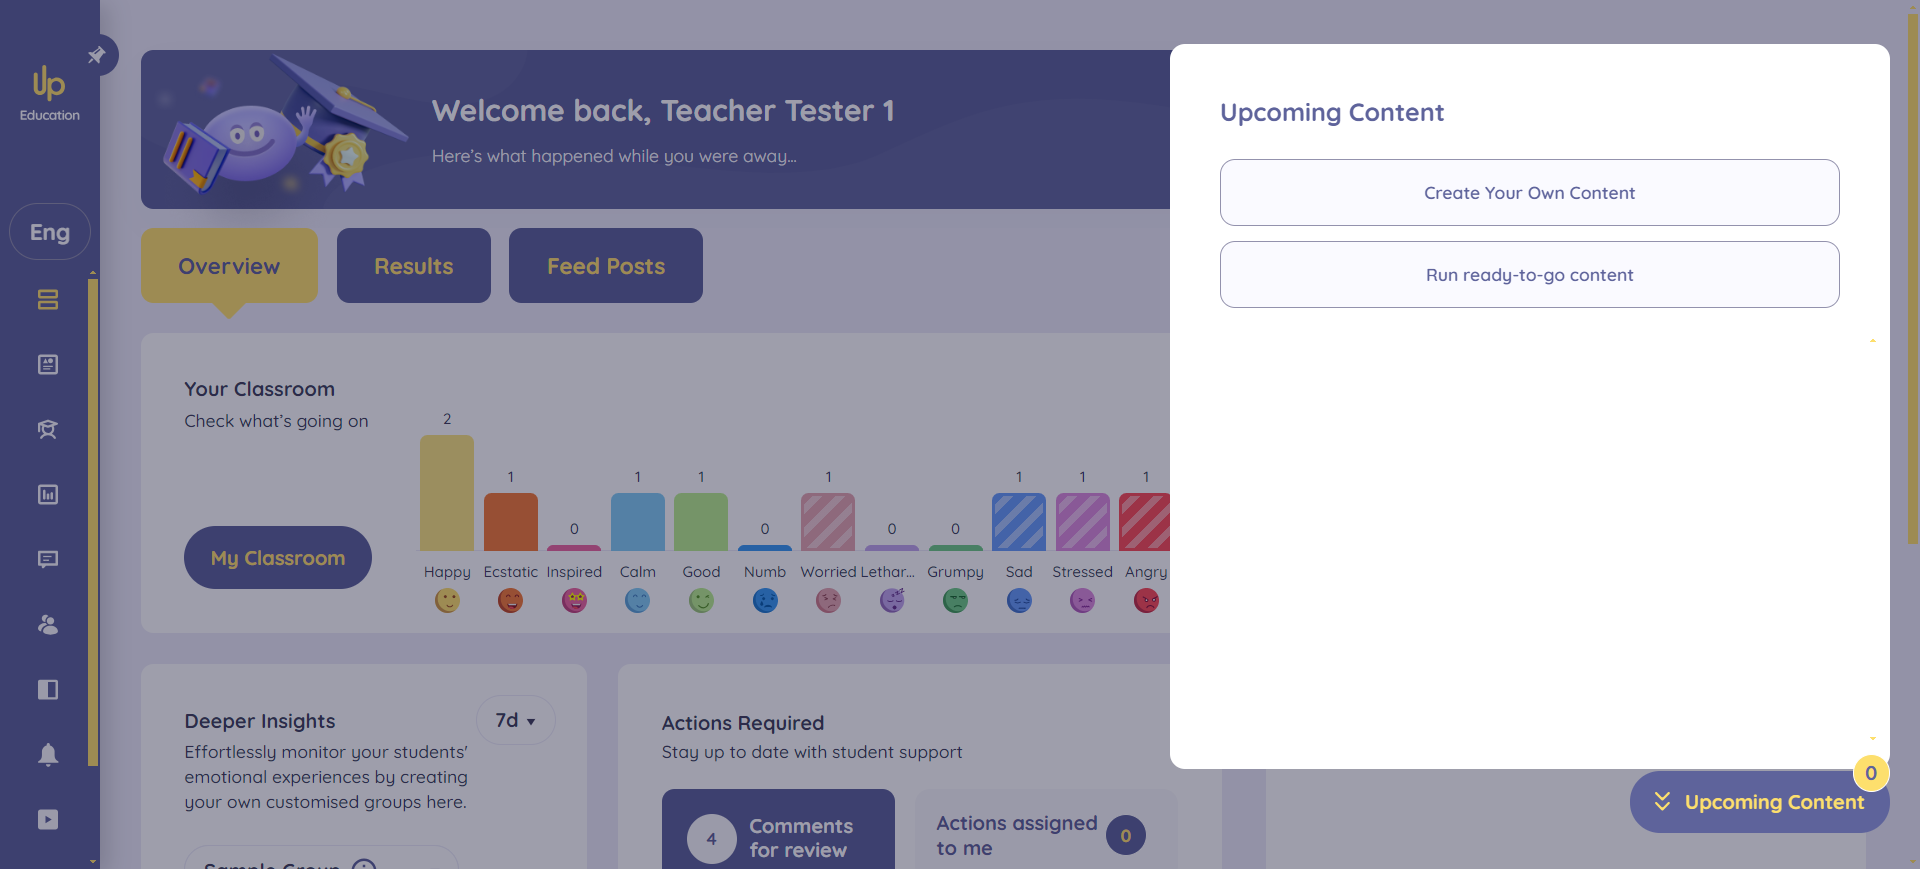 Up
Education
Eng
Welcome back, Teacher Tester 1
Here's what happened while you were away...
Overview
Results
Feed Posts
Your Classroom
Check what's going on
My Classroom
2
1
0
1
1
0
1
0
0
1
1
1
Happy
Ecstatic
Inspired
Calm
Good
Numb
Worried
Lethar...
Grumpy
Sad
Stressed
Angry
Deeper Insights
7d
Effortlessly monitor your students'
emotional experiences by creating
your own customised groups here.
Sample Group
Actions Required
Stay up to date with student support
4
Comments
for review
Actions assigned
to me
0
Upcoming Content
Create Your Own Content
Run ready-to-go content
0
Upcoming Content